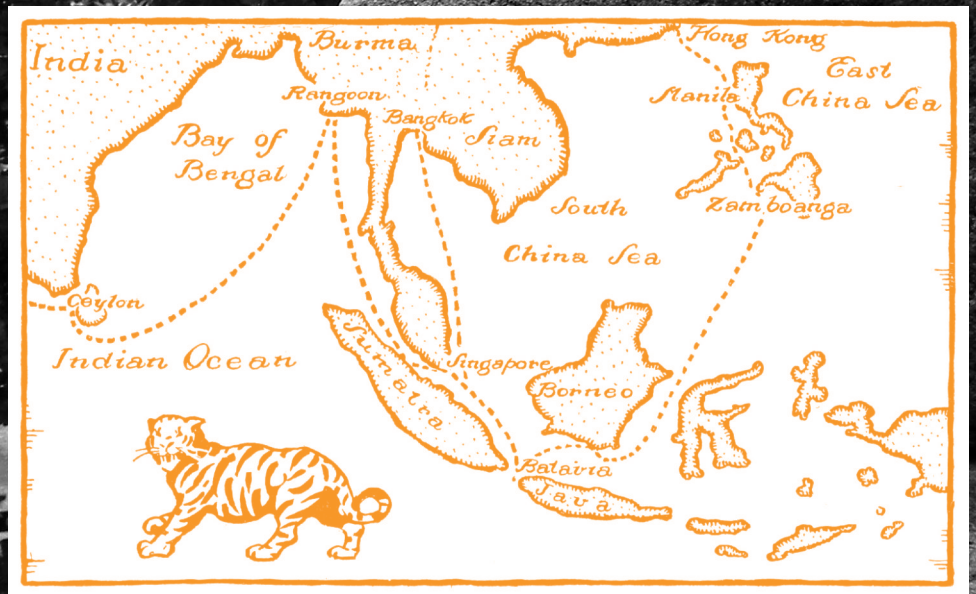 India
Burma
Hong Kong
East
China Sea
Rangoon
Manila
Bangkok
Siam
Bay of
Bengal
South
China Sea
Zamboanga
Ceylon
Indian Ocean
Singapore
Sumatra
Borneo
Batavia
Java